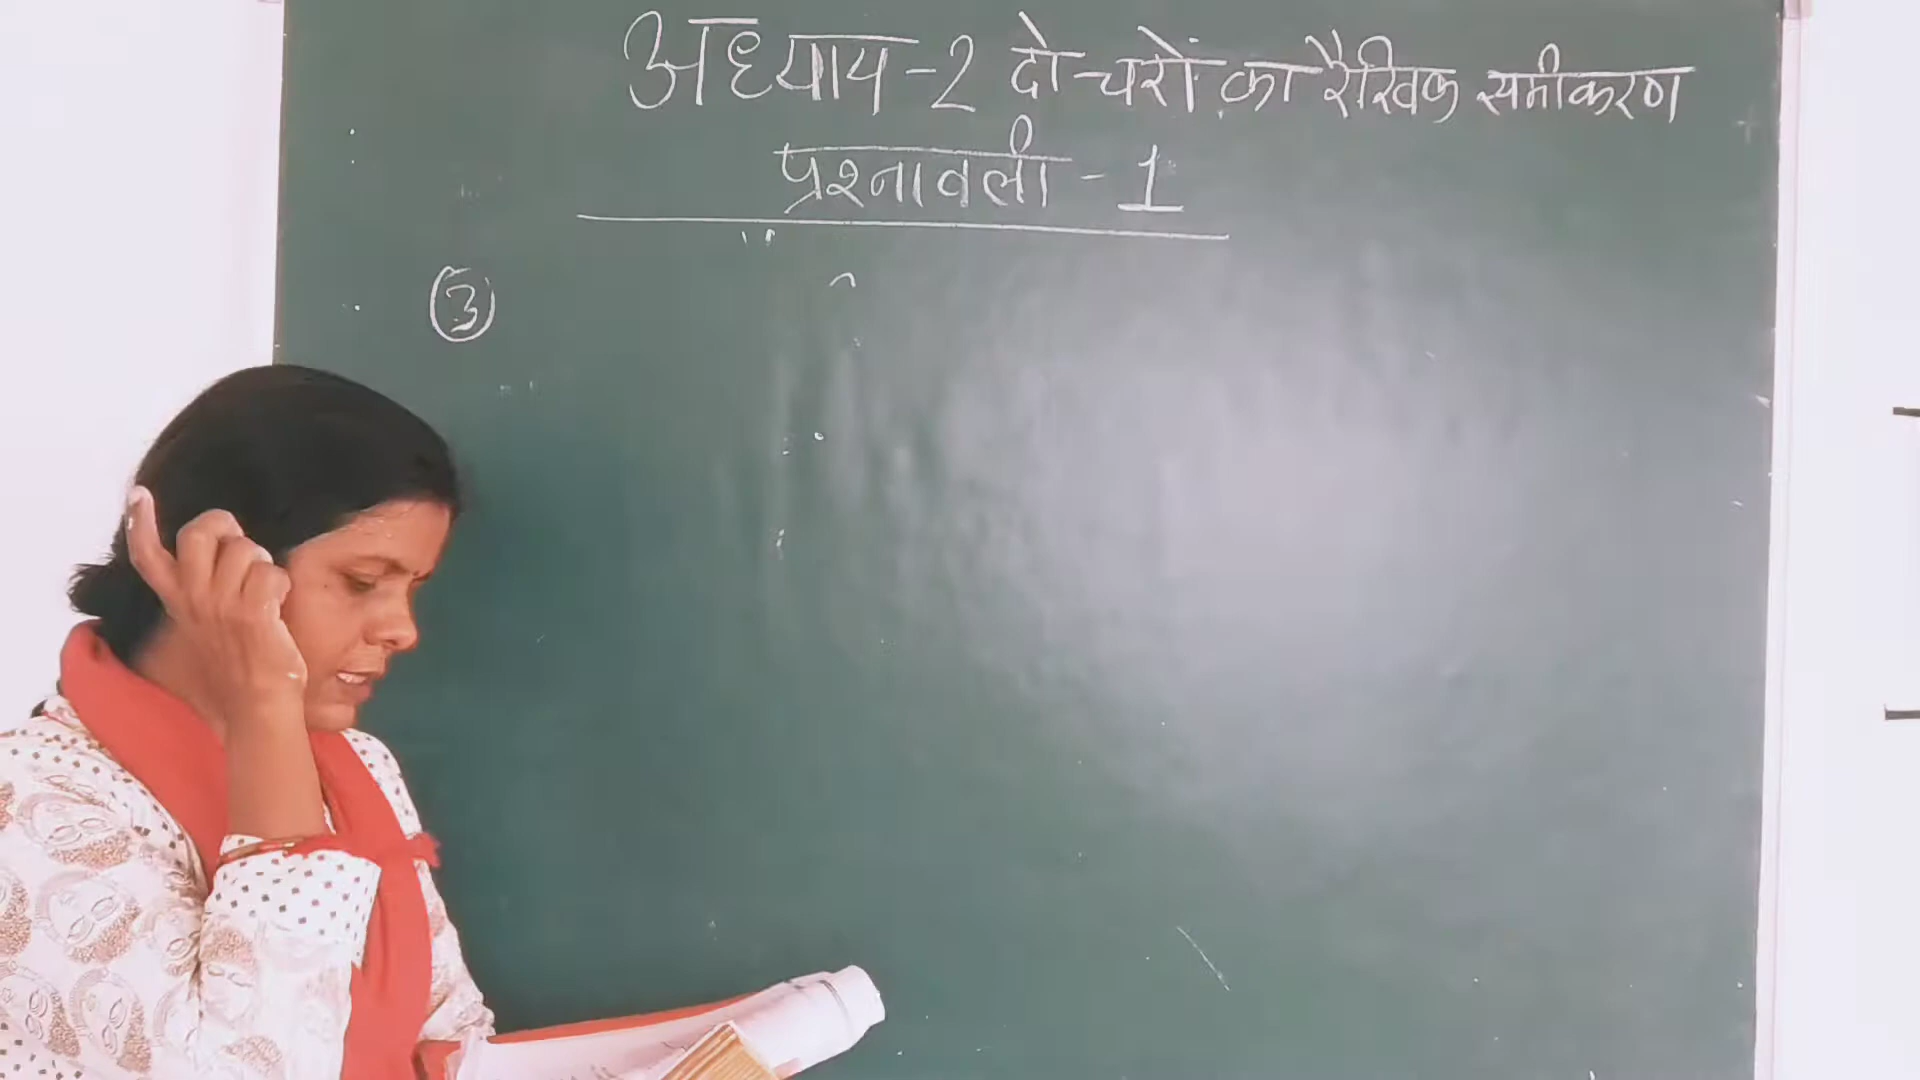 अध्याय-2 दो चरों का रैखिक समीकरण
प्रश्नावली - 1
3